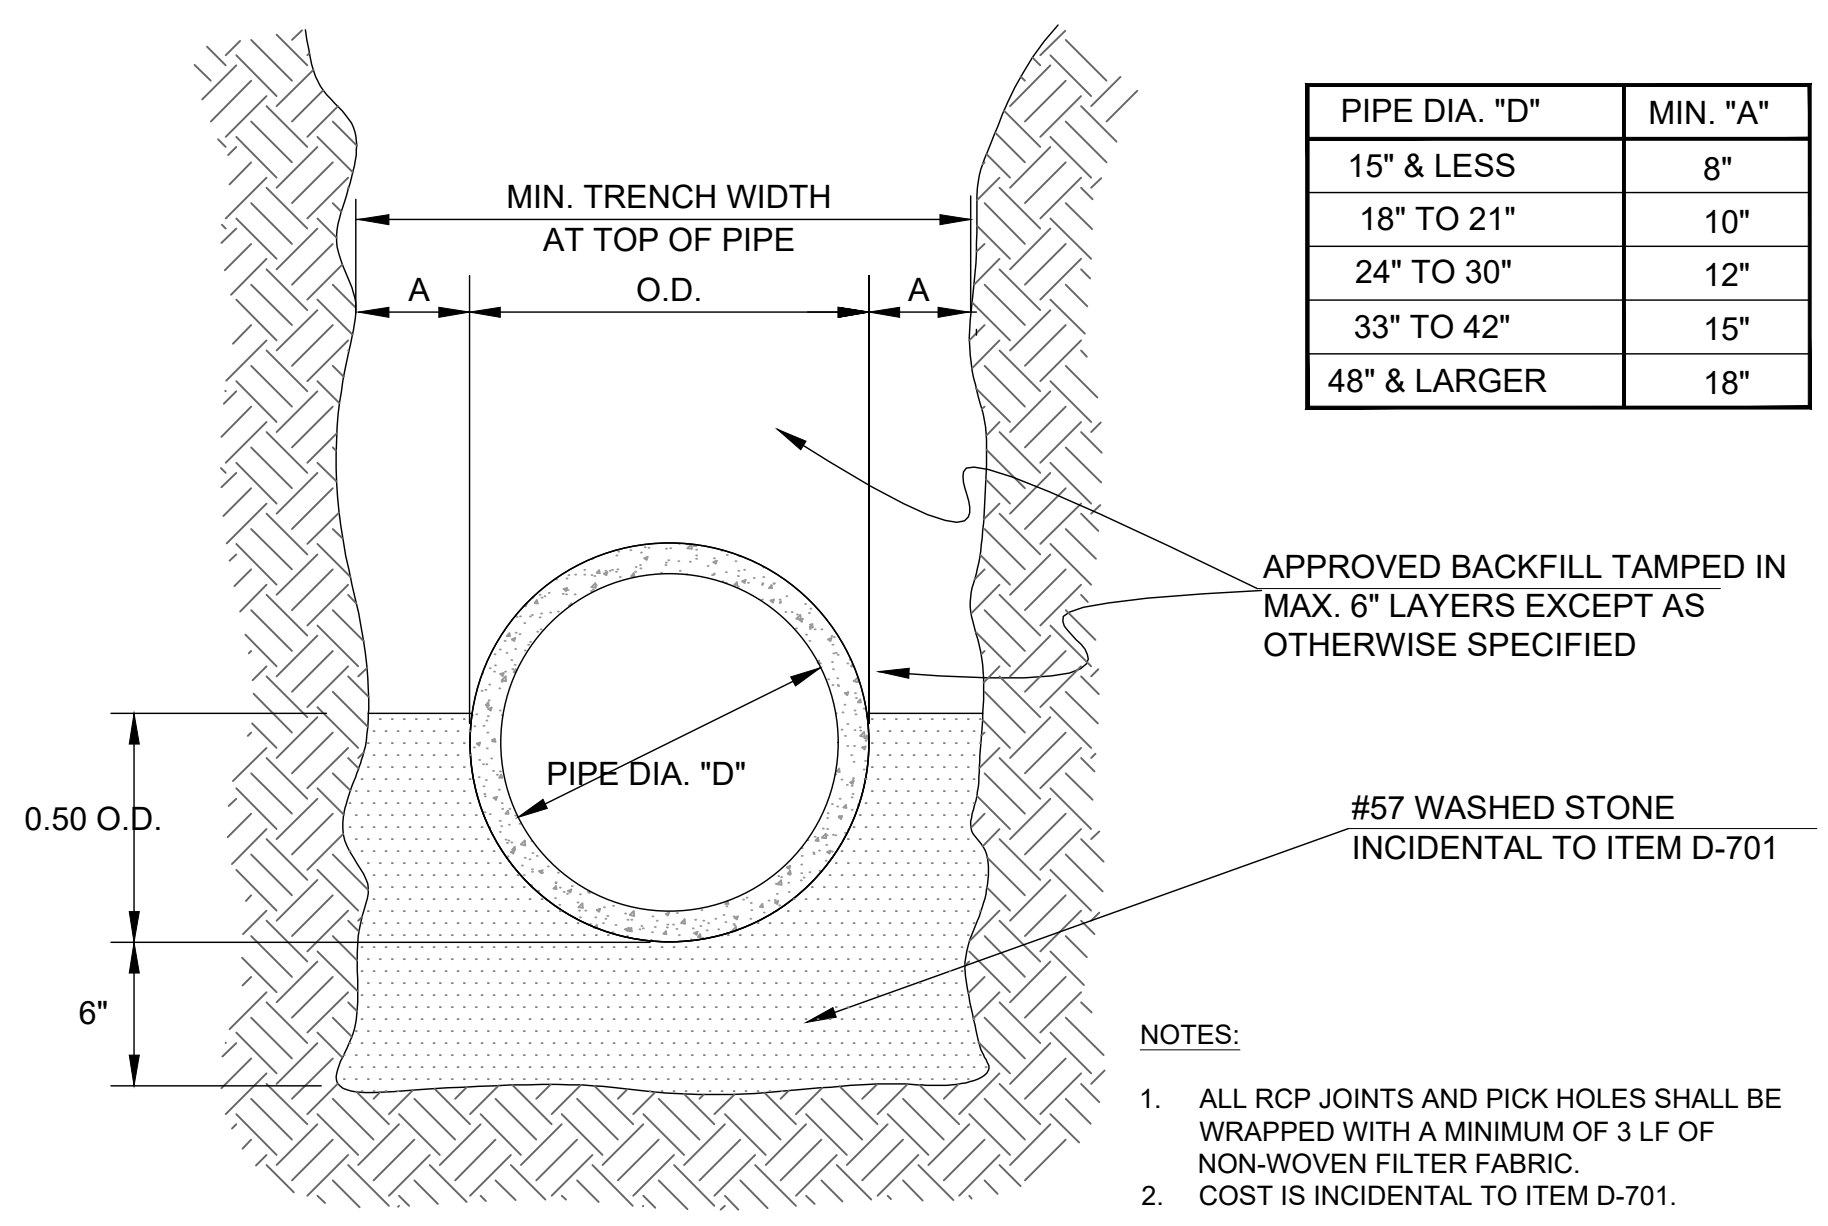 PIPE DIA. "D" MIN. "A"
15" & LESS 8"
18" TO 21" 10"
24" TO 30" 12"
33" TO 42" 15"
48" & LARGER 18"
MIN. TRENCH WIDTH
AT TOP OF PIPE
A O.D. A
APPROVED BACKFILL TAMPED IN
MAX. 6" LAYERS EXCEPT AS
OTHERWISE SPECIFIED
PIPE DIA. "D"
0.50 O.D.
#57 WASHED STONE
INCIDENTAL TO ITEM D-701
6"
NOTES:
1. ALL RCP JOINTS AND PICK HOLES SHALL BE
WRAPPED WITH A MINIMUM OF 3 LF OF
NON-WOVEN FILTER FABRIC.
2. COST IS INCIDENTAL TO ITEM D-701.